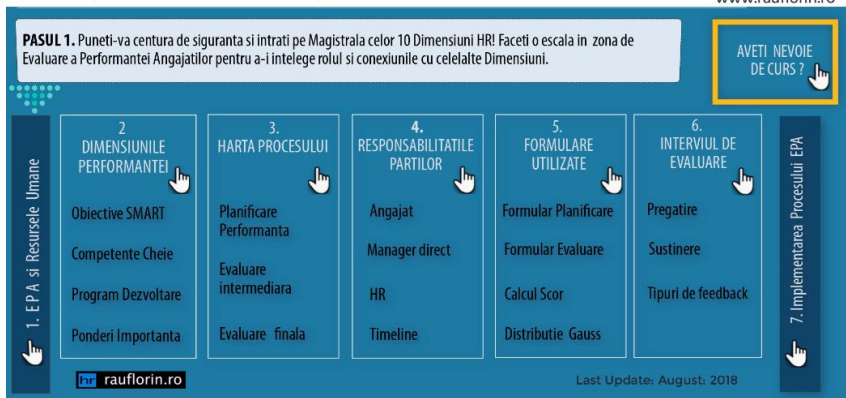 www.rauflorin.ro
PASUL 1. Puneti-va centura de siguranta si intrati pe Magistrala celor 10 Dimensiuni HR! Faceti o escala in zona de
Evaluare a Performantei Angajatilor pentru a-i intelege rolul si conexiunile cu celelalte Dimensiuni.
AVETI NEVOIE
DE CURS ?
1. E P A si Resursele Umane
2
DIMENSIUNILE
PERFORMANTEI
Obiective SMART
Competente Cheie
Program Dezvoltare
Ponderi Importanta
3.
HARTA PROCESULUI
Planificare
Performanta
Evaluare
intermediara
Evaluare finala
4.
RESPONSABILITATILE
PARTILOR
Angajat
Manager direct
HR
Timeline
5.
FORMULARE
UTILIZATE
Formular Planificare
Formular Evaluare
Calcul Scor
Distributie Gauss
6.
INTERVIUL DE
EVALUARE
Pregatire
Sustinere
Tipuri de feedback
7. Implementarea Procesului EPA
hr rauflorin.ro
Last Update: August: 2018